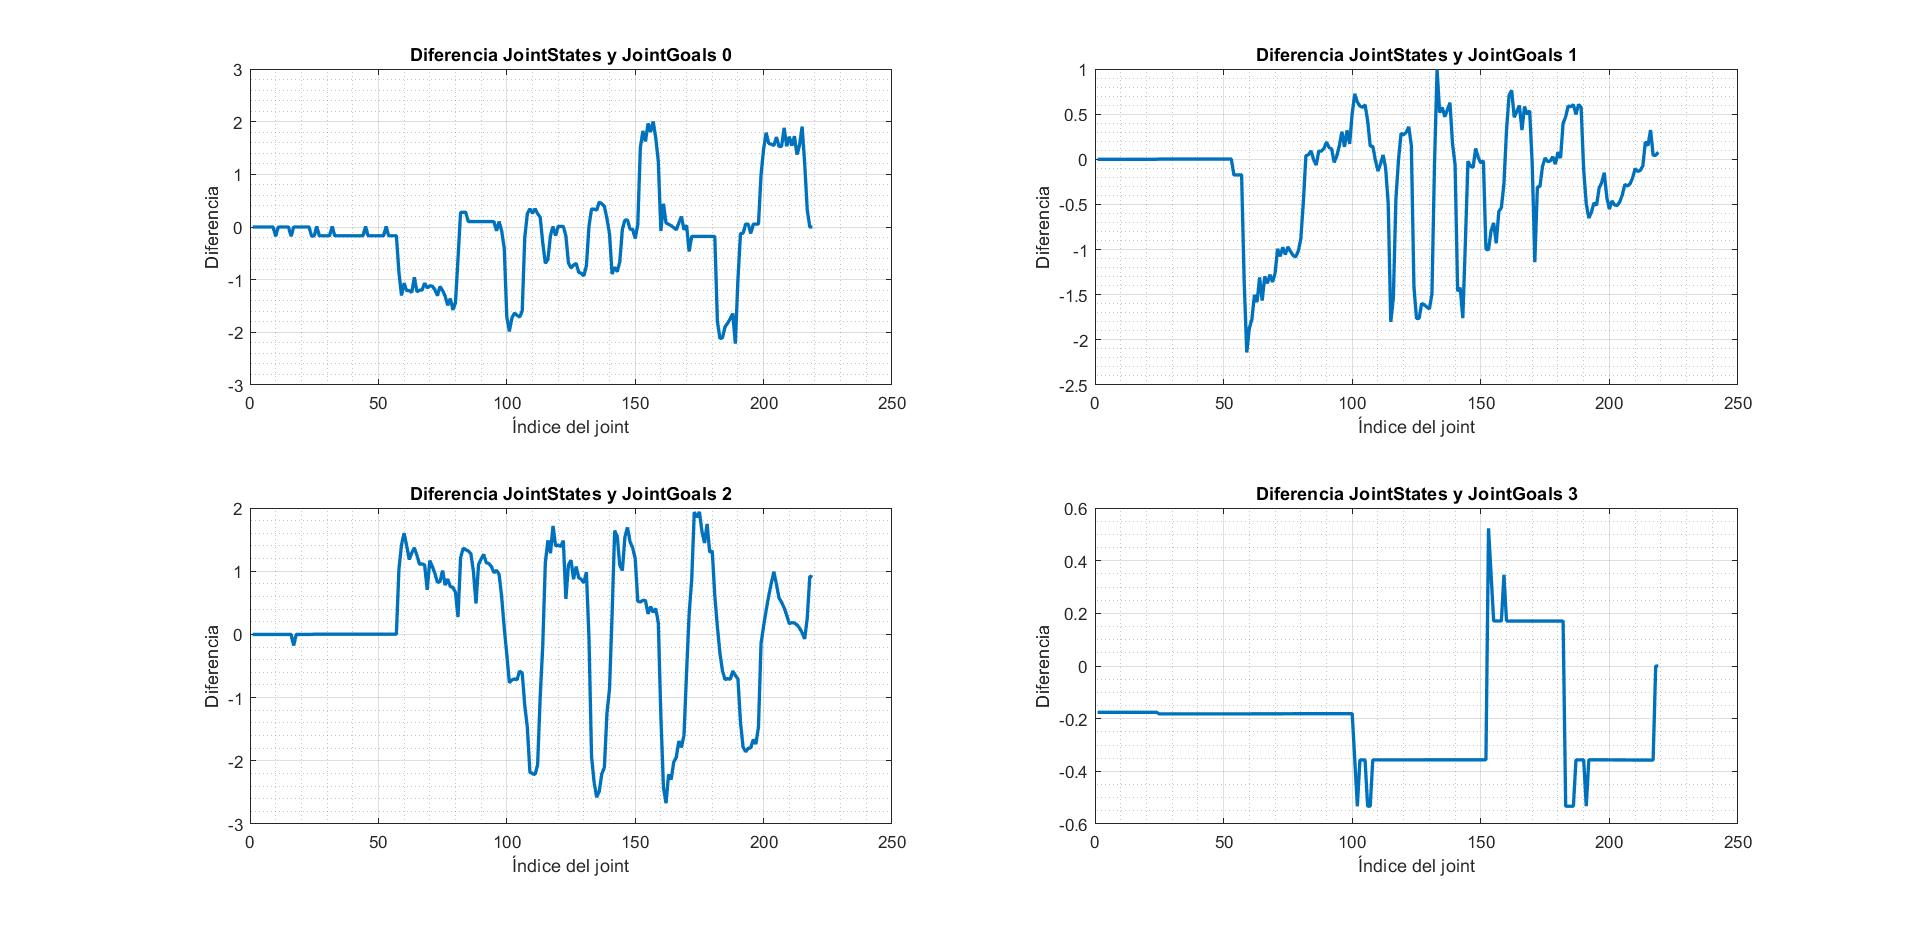 Diferencia JointStates y JointGoals 0
3
2
1
0
-1
-2
-3
Diferencia
0 50 100 150 200 250
Índice del joint
Diferencia JointStates y JointGoals 1
1
0.5
0
-0.5
-1
-1.5
-2
-2.5
Diferencia
0 50 100 150 200 250
Índice del joint
Diferencia JointStates y JointGoals 2
2
1
0
-1
-2
-3
Diferencia
0 50 100 150 200 250
Índice del joint
Diferencia JointStates y JointGoals 3
0.6
0.4
0.2
0
-0.2
-0.4
-0.6
Diferencia
0 50 100 150 200 250
Índice del joint